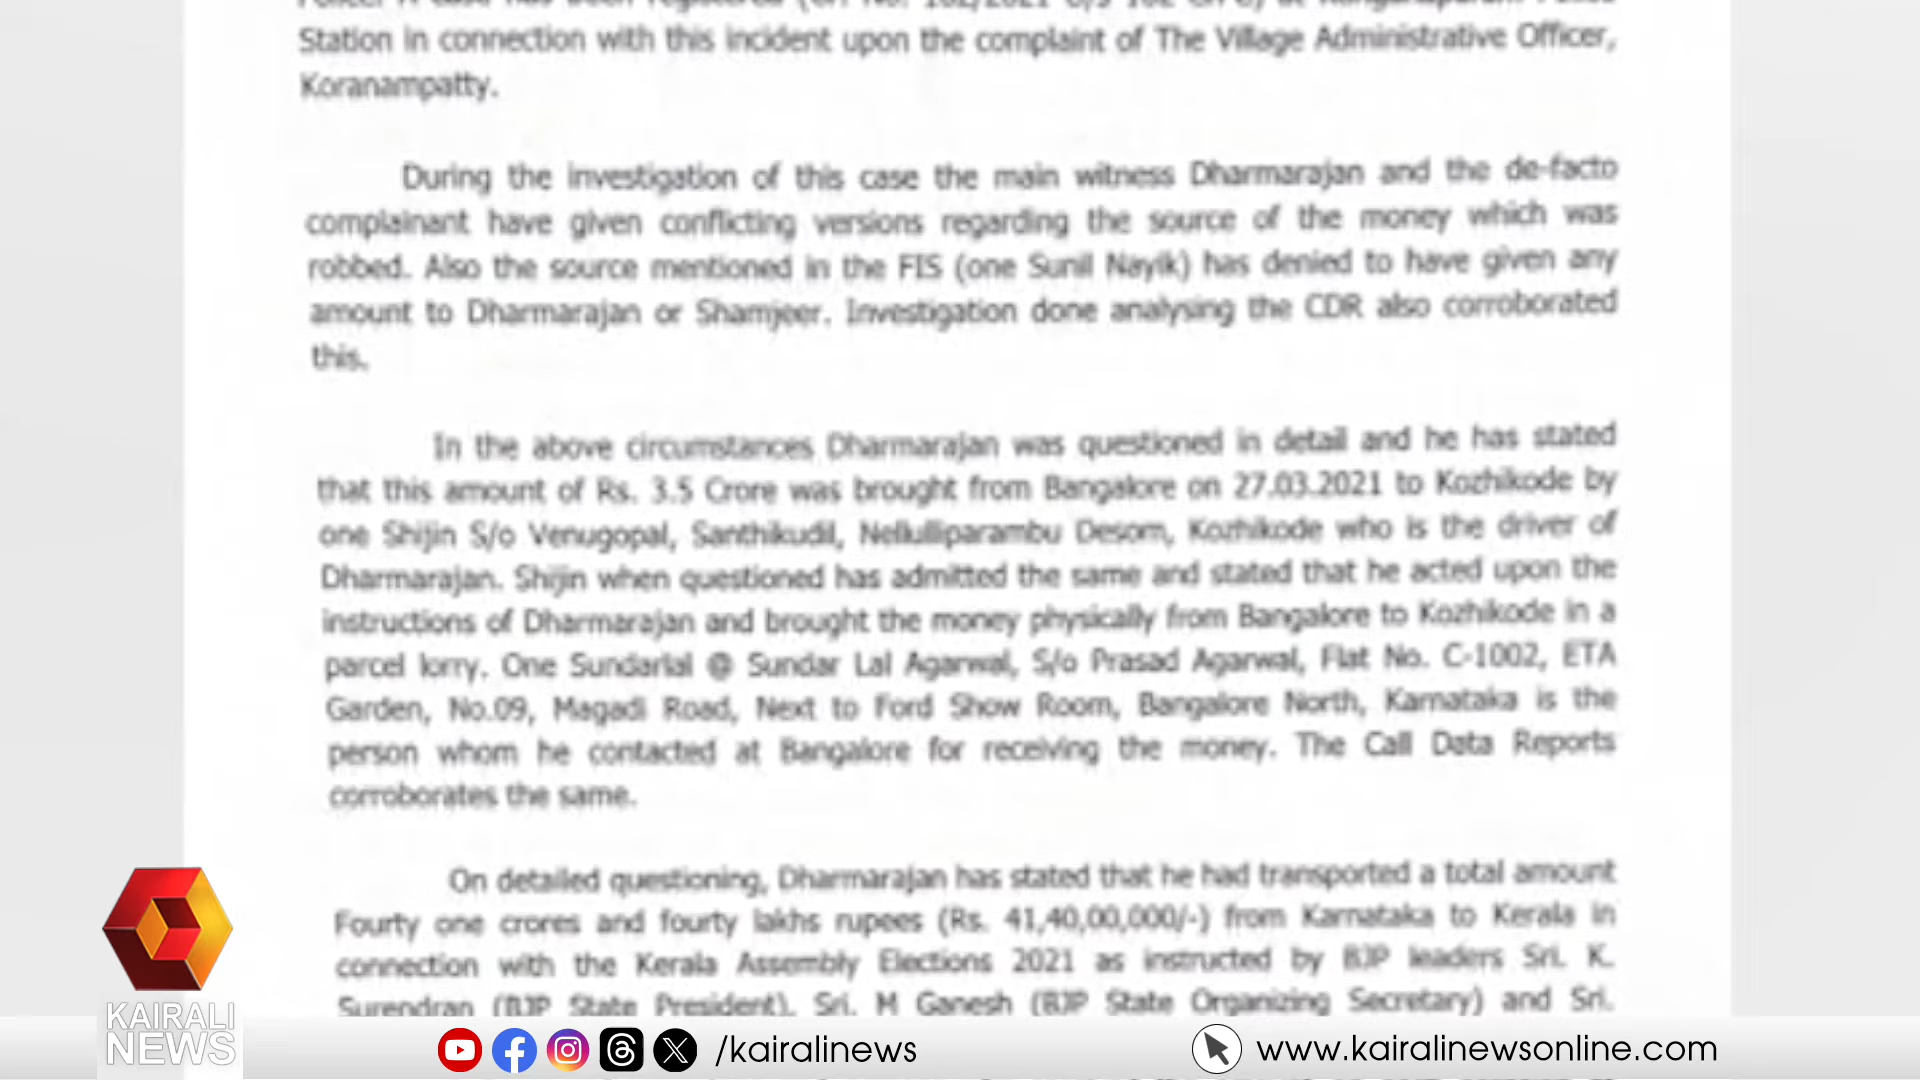 Station in connection with this incident upon the complaint of The Village Administrative Officer,
Koranampatty.
During the investigation of this case the main witness Dharmarajan and the de-facto
complainant have given conflicting versions regarding the source of the money which was
robbed. Also the source mentioned in the FIS (one Sunil Nayik) has denied to have given any
amount to Dharmarajan or Shamjeer. Investigation done analysing the CDR also corroborated
this.
In the above circumstances Dharmarajan was questioned in detail and he has stated
that this amount of Rs. 3.5 Crore was brought from Bangalore on 27.03.2021 to Kozhikode by
one Shijin S/o Venugopal, Santhikudil, Nellulliparambu Desom, Kozhikode who is the driver of
Dharmarajan. Shijin when questioned has admitted the same and stated that he acted upon the
instructions of Dharmarajan and brought the money physically from Bangalore to Kozhikode in a
parcel lorry. One Sundarlal @ Sundar Lal Agarwal, S/o Prasad Agarwal, Flat No. C-1002, ETA
Garden, No.09, Magadi Road, Next to Ford Show Room, Bangalore North, Karnataka is the
person whom he contacted at Bangalore for receiving the money. The Call Data Reports
corroborates the same.
On detailed questioning, Dharmarajan has stated that he had transported a total amount
Fourty one crores and fourty lakhs rupees (Rs. 41,40,00,000/-) from Karnataka to Kerala in
connection with the Kerala Assembly Elections 2021 as instructed by BJP leaders Sri. K.
Surendran (BJP State President), Sri. M Ganesh (BJP State Organizing Secretary) and Sri.
KAIRALI
NEWS
/kairalinews
www.kairalinewsonline.com